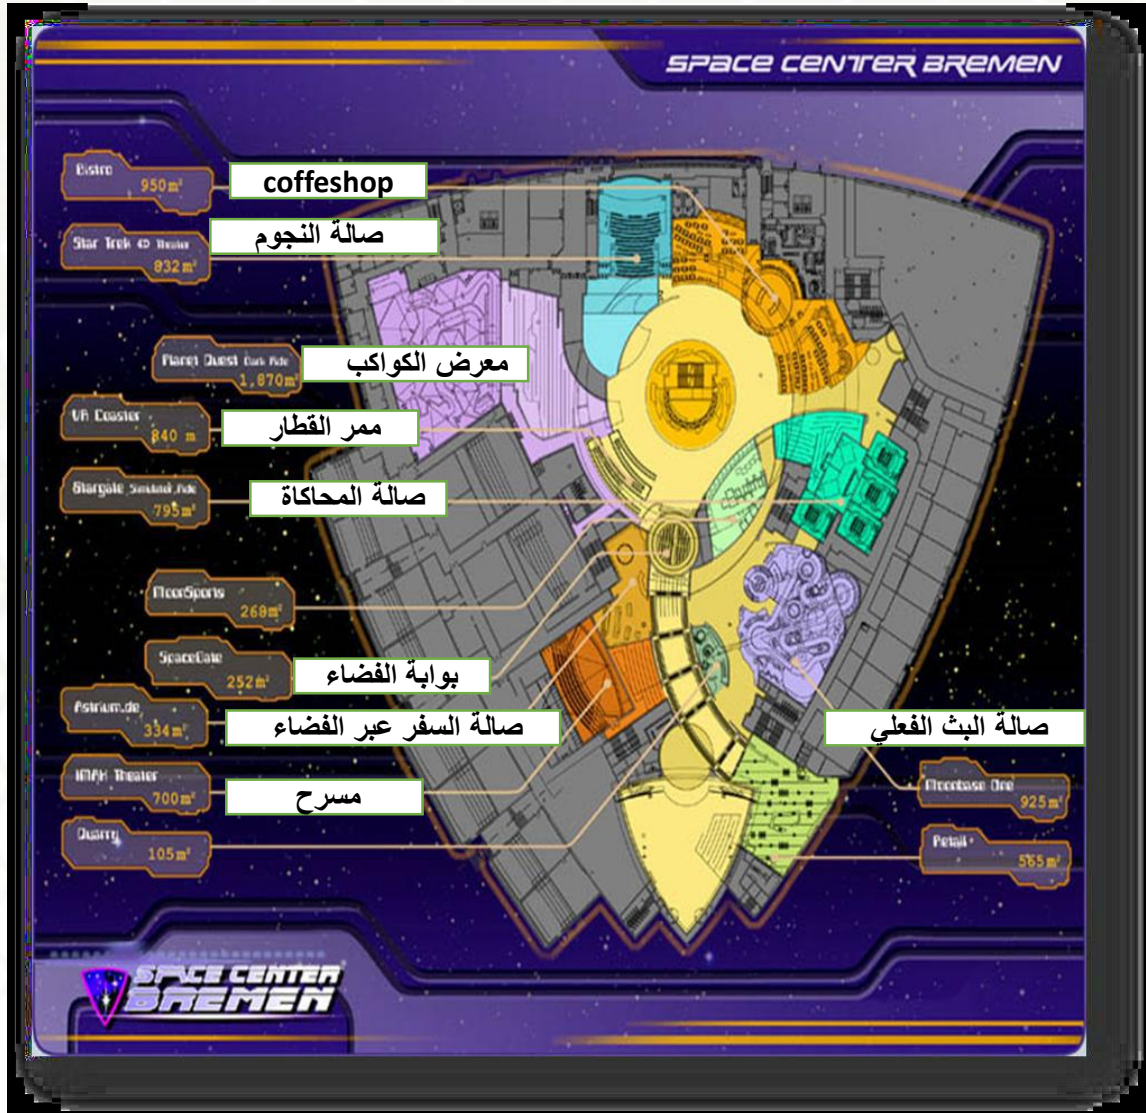 SPACE CENTER BREMEN
Bistro
950m²
coffeshop
Star Trek 4D Theater
832m²
صالة النجوم
Planet Quest Dark Ride
1,870m²
معرض الكواكب
VR Coaster
840 m
ممر القطار
Stargate Simulator Ride
795m²
صالة المحاكاة
MoonSports
268m²
SpaceGate
252m²
بوابة الفضاء
Astrium.de
334m²
صالة السفر عبر الفضاء
صالة البث الفعلي
IMAX Theater
700m²
مسرح
Moonbase One
925m²
Quarry
105m²
Retail
565m²
SPACE CENTER
BREMEN